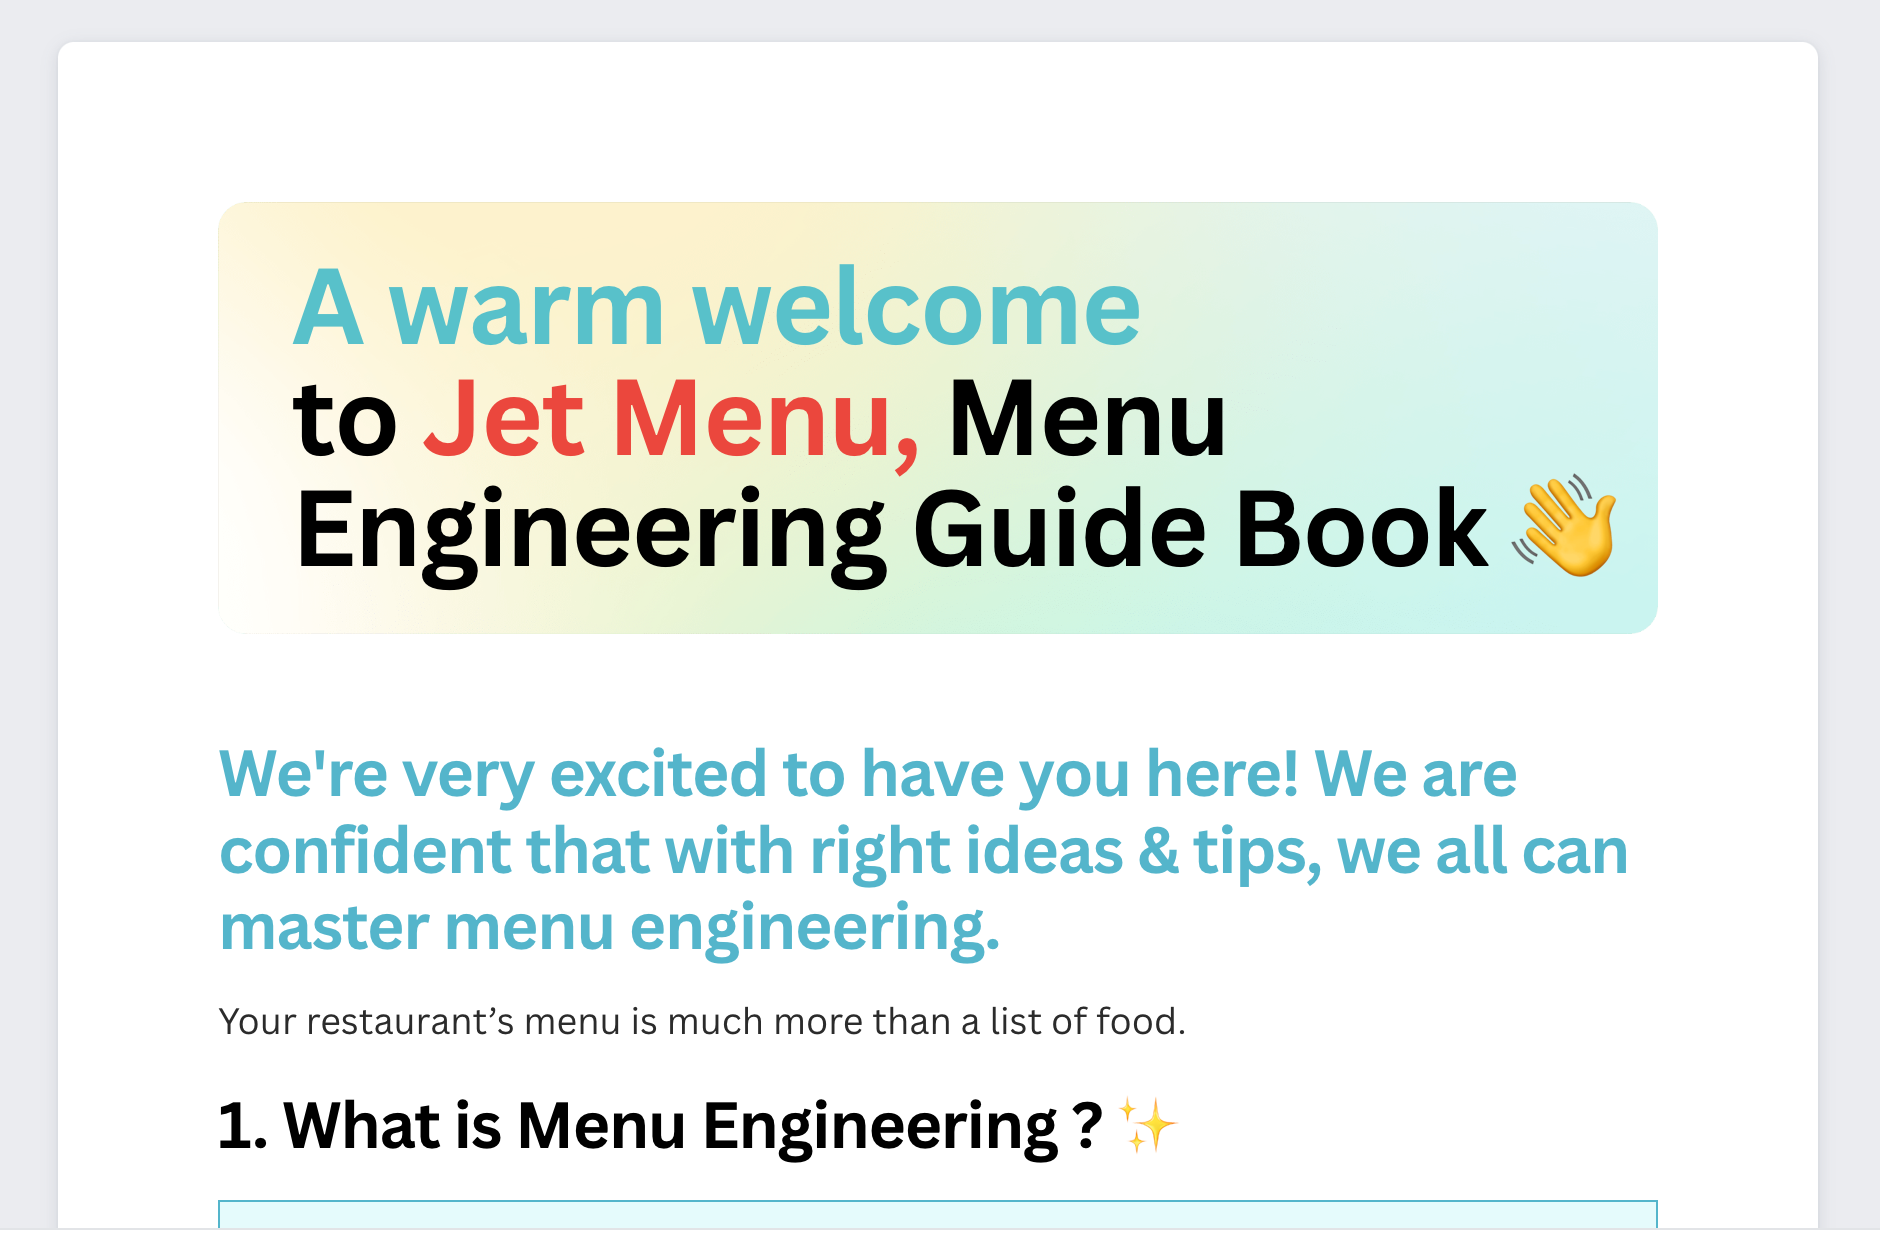 A warm welcome
to Jet Menu, Menu
Engineering Guide Book 👋
We're very excited to have you here! We are
confident that with right ideas & tips, we all can
master menu engineering.
Your restaurant’s menu is much more than a list of food.
1. What is Menu Engineering ? ✨